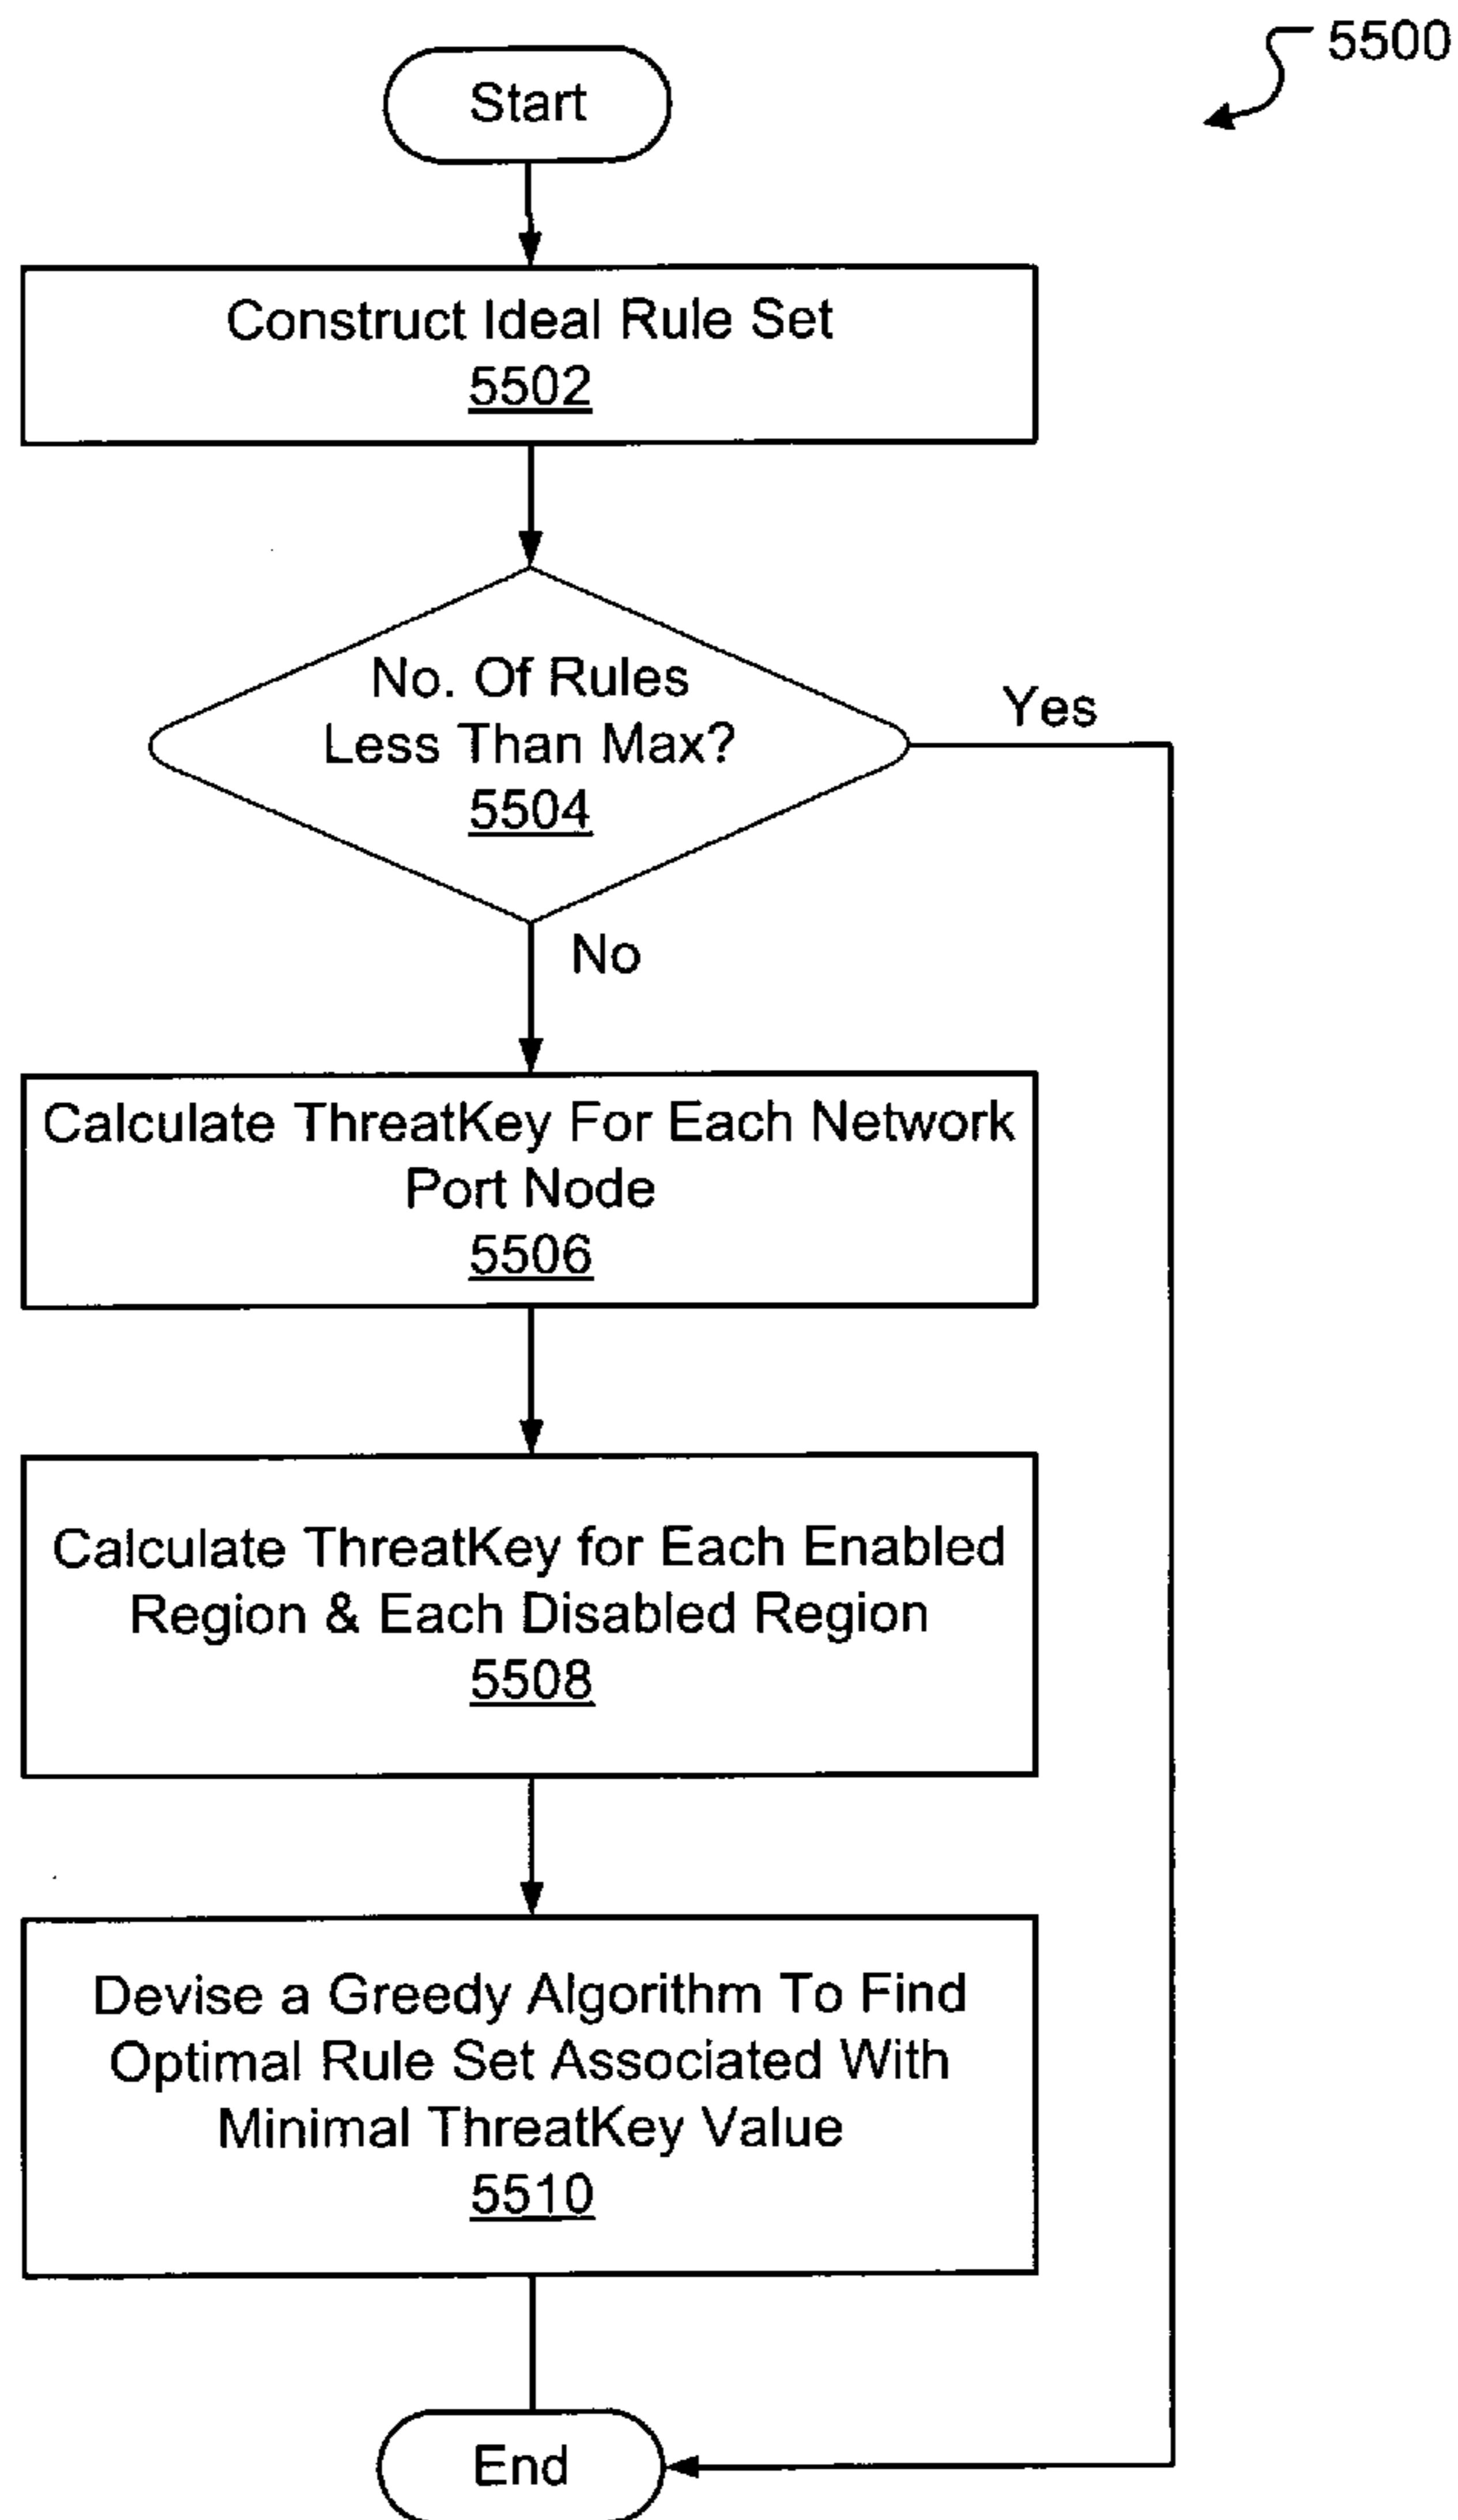 5500
Start
Construct Ideal Rule Set
5502
No. Of Rules
Less Than Max?
5504
Yes
No
Calculate ThreatKey For Each Network
Port Node
5506
Calculate ThreatKey for Each Enabled
Region & Each Disabled Region
5508
Devise a Greedy Algorithm To Find
Optimal Rule Set Associated With
Minimal ThreatKey Value
5510
End